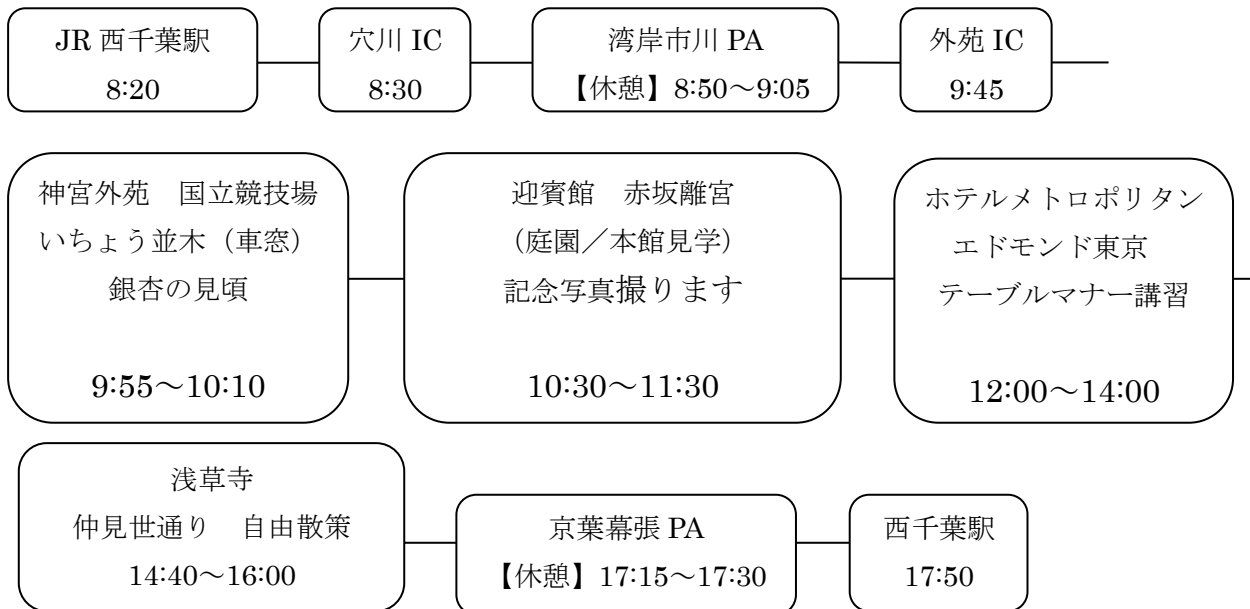 JR 西千葉駅
8:20
穴川 IC
8:30
湾岸市川 PA
【休憩】8:50～9:05
外苑 IC
9:45
神宮外苑　国立競技場
いちょう並木（車窓）
銀杏の見頃
9:55～10:10
迎賓館　赤坂離宮
（庭園／本館見学）
記念写真撮ります
10:30～11:30
ホテルメトロポリタン
エドモンド東京
テーブルマナー講習
12:00～14:00
浅草寺
仲見世通り　自由散策
14:40～16:00
京葉幕張 PA
【休憩】17:15～17:30
西千葉駅
17:50